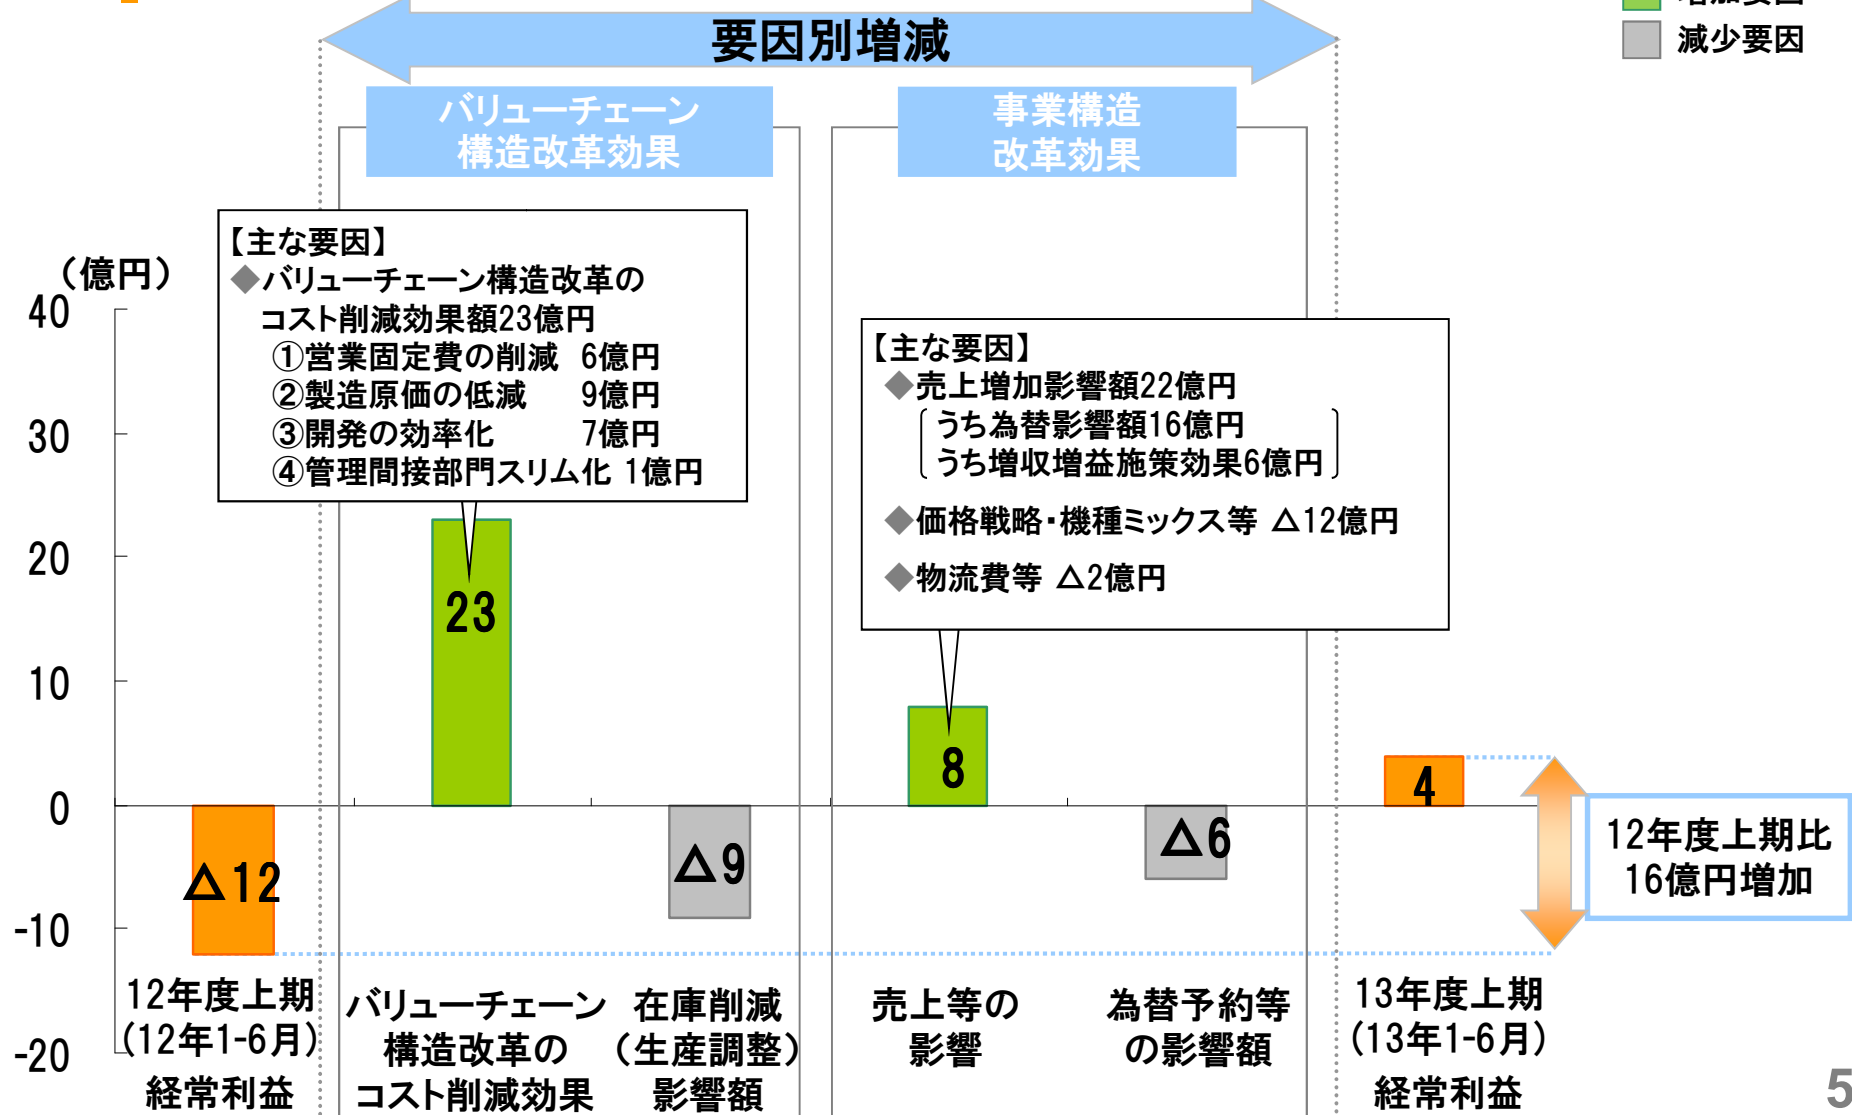 増加要因
減少要因
要因別増減
バリューチェーン
構造改革効果
事業構造
改革効果
【主な要因】
◆バリューチェーン構造改革の
コスト削減効果額23億円
①営業固定費の削減 6億円
②製造原価の低減 9億円
③開発の効率化 7億円
④管理間接部門スリム化 1億円
【主な要因】
◆売上増加影響額22億円
うち為替影響額16億円
うち増収増益施策効果6億円
◆価格戦略・機種ミックス等 △12億円
◆物流費等 △2億円
（億円）
40
30
20
10
0
-10
-20
△12
23
△9
8
△6
4
12年度上期比
16億円増加
12年度上期
(12年1-6月)
経常利益
バリューチェーン
構造改革の
コスト削減効果
在庫削減
（生産調整）
影響額
売上等の
影響
為替予約等
の影響額
13年度上期
(13年1-6月)
経常利益
5